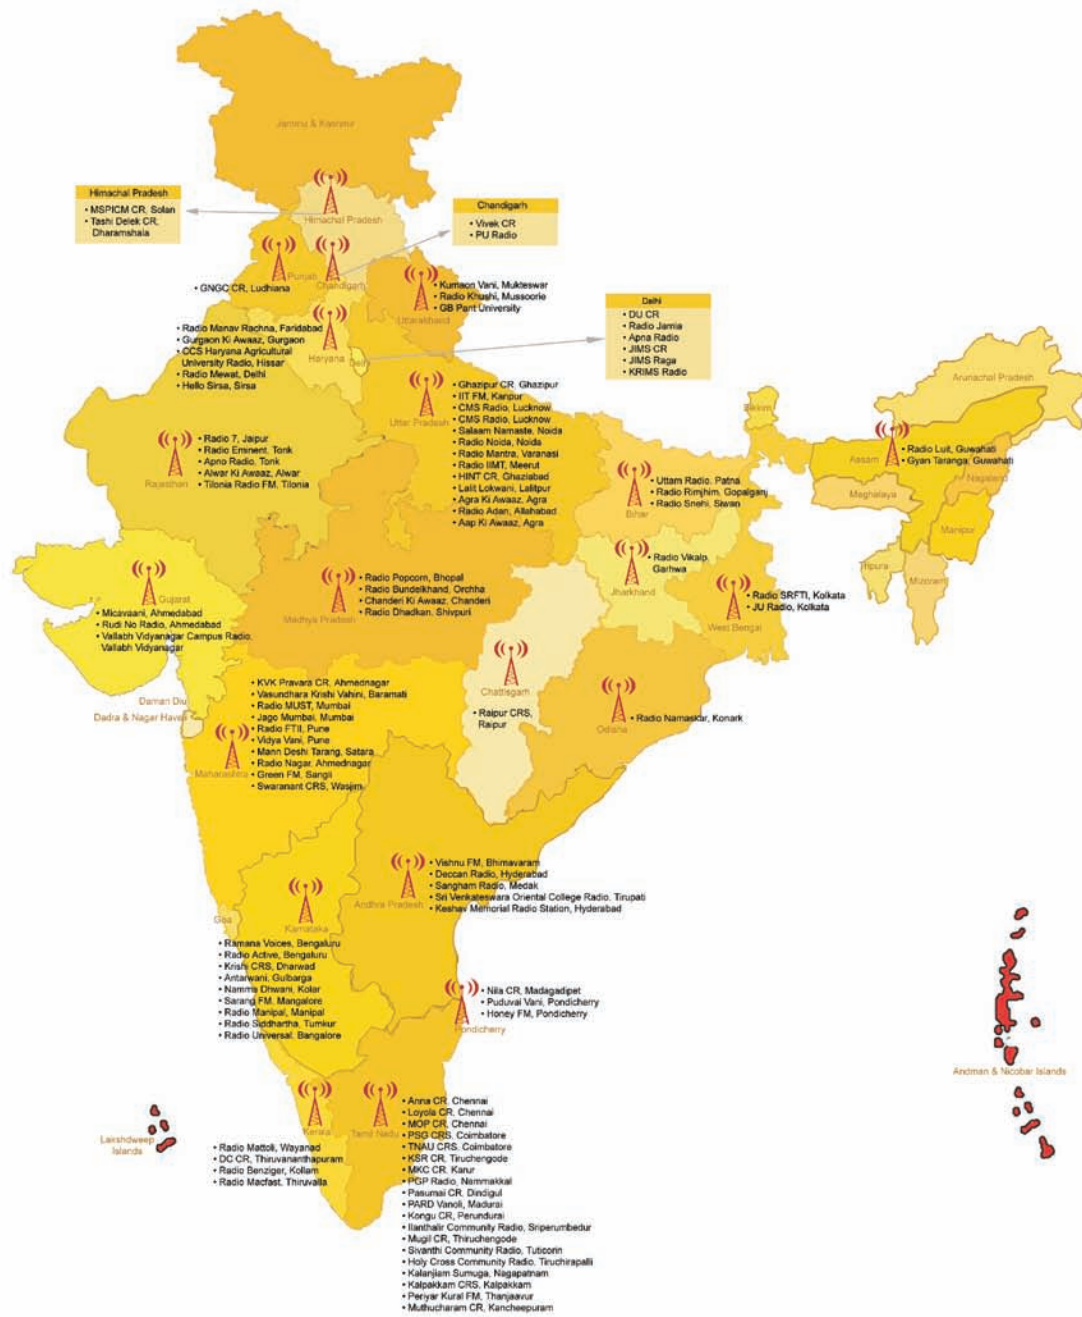 Jammu & Kashmir
Himachal Pradesh
• MSPICM CR, Solan
• Tashi Delek CR,
Dharamshala
Himachal Pradesh
Chandigarh
• Vivek CR
• PU Radio
Punjab
• GNGC CR, Ludhiana
Chandigarh
Uttarakhand
• Kumaon Vani, Mukteswar
• Radio Khushi, Mussoorie
• GB Pant University
Delhi
• DU CR
• Radio Jamia
• Apna Radio
• JIMS CR
• JIMS Raga
• KRIMS Radio
• Radio Manav Rachna, Faridabad
• Gurgaon Ki Awaaz, Gurgaon
• CCS Haryana Agricultural
University Radio, Hissar
• Radio Mewat, Delhi
• Hello Sirsa, Sirsa
Haryana
Delhi
Uttar Pradesh
• Ghazipur CR, Ghazipur
• IIT FM, Kanpur
• CMS Radio, Lucknow
• CMS Radio, Lucknow
• Salaam Namaste, Noida
• Radio Noida, Noida
• Radio Mantra, Varanasi
• Radio IIMT, Meerut
• HINT CR, Ghaziabad
• Lalit Lokwani, Lalitpur
• Agra Ki Awaaz, Agra
• Radio Adan, Allahabad
• Aap Ki Awaaz, Agra
Rajasthan
• Radio 7, Jaipur
• Radio Eminent, Tonk
• Apno Radio, Tonk
• Alwar Ki Awaaz, Alwar
• Tilonia Radio FM, Tilonia
Sikkim
Arunachal Pradesh
Assam
• Radio Luit, Guwahati
• Gyan Taranga, Guwahati
Nagaland
Meghalaya
Manipur
Tripura
Mizoram
Bihar
• Uttam Radio, Patna
• Radio Rimjhim, Gopalganj
• Radio Snehi, Siwan
Jharkhand
• Radio Vikalp,
Garhwa
West Bengal
• Radio SRFTI, Kolkata
• JU Radio, Kolkata
Gujarat
• Micavaani, Ahmedabad
• Rudi No Radio, Ahmedabad
• Vallabh Vidyanagar Campus Radio,
Vallabh Vidyanagar
Madhya Pradesh
• Radio Popcorn, Bhopal
• Radio Bundelkhand, Orchha
• Chanderi Ki Awaaz, Chanderi
• Radio Dhadkan, Shivpuri
Chattisgarh
• Raipur CRS,
Raipur
Odisha
• Radio Namaskar, Konark
Daman Diu
Dadra & Nagar Haveli
Maharashtra
• KVK Pravara CR, Ahmednagar
• Vasundhara Krishi Vahini, Baramati
• Radio MUST, Mumbai
• Jago Mumbai, Mumbai
• Radio FTII, Pune
• Vidya Vani, Pune
• Mann Deshi Tarang, Satara
• Radio Nagar, Ahmednagar
• Green FM, Sangli
• Swaranant CRS, Wasjim
Andhra Pradesh
• Vishnu FM, Bhimavaram
• Deccan Radio, Hyderabad
• Sangham Radio, Medak
• Sri Venkateswara Oriental College Radio, Tirupati
• Keshav Memorial Radio Station, Hyderabad
Goa
Karnataka
• Ramana Voices, Bengaluru
• Radio Active, Bengaluru
• Krishi CRS, Dharwad
• Antarwani, Gulbarga
• Namma Dhwani, Kolar
• Sarang FM, Mangalore
• Radio Manipal, Manipal
• Radio Siddhartha, Tumkur
• Radio Universal, Bangalore
• Nila CR, Madagadipet
• Puduvai Vani, Pondicherry
• Honey FM, Pondicherry
Pondicherry
Andman & Nicobar Islands
Lakshdweep
Islands
Kerala
• Radio Mattoli, Wayanad
• DC CR, Thiruvananthapuram
• Radio Benziger, Kollam
• Radio Macfast, Thiruvalla
Tamil Nadu
• Anna CR, Chennai
• Loyola CR, Chennai
• MOP CR, Chennai
• PSG CRS, Coimbatore
• TNAU CRS, Coimbatore
• KSR CR, Tiruchengode
• MKC CR, Karur
• PGP Radio, Nammakkal
• Pasumai CR, Dindigul
• PARD Vanoli, Madurai
• Kongu CR, Perundurai
• Ilanthalir Community Radio, Sriperumbedur
• Mugil CR, Thiruchengode
• Sivanthi Community Radio, Tuticorin
• Holy Cross Community Radio, Tiruchirapalli
• Kalanjiam Sumuga, Nagapatnam
• Kalpakkam CRS, Kalpakkam
• Periyar Kural FM, Thanjaavur
• Muthucharam CR, Kancheepuram